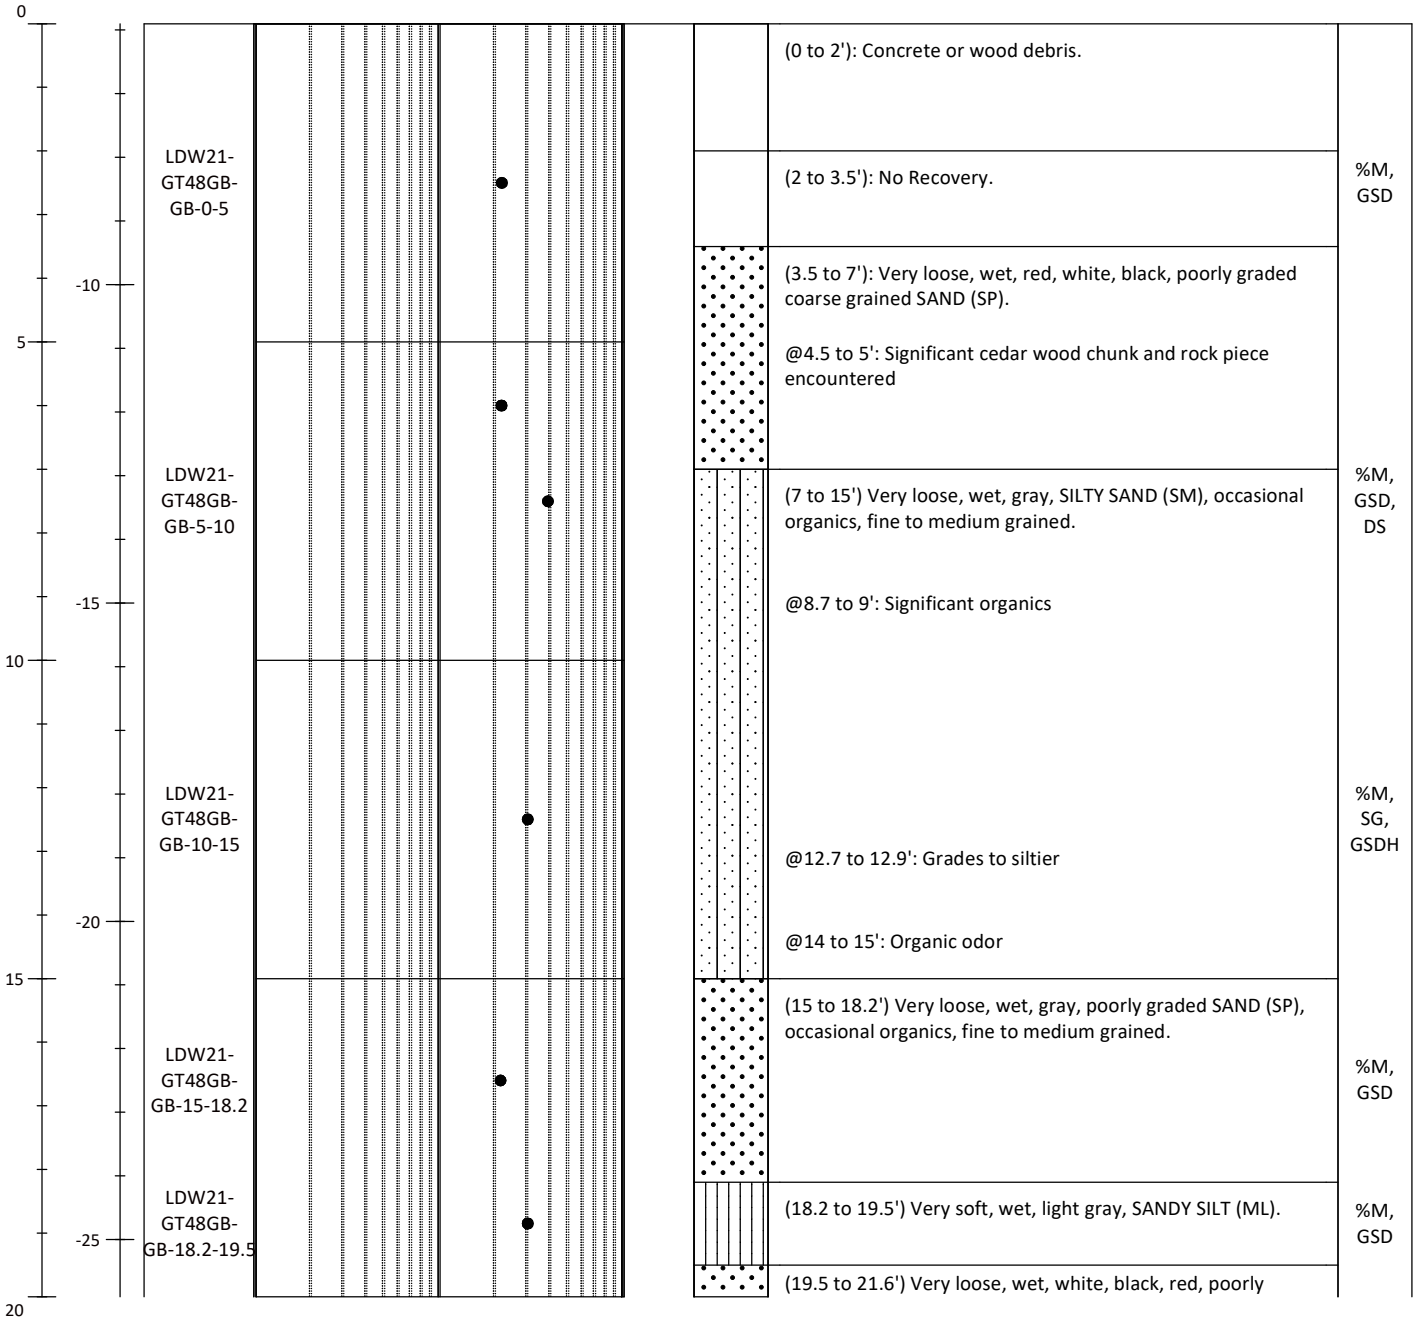 0
(0 to 2'): Concrete or wood debris.
LDW21-
GT48GB-
GB-0-5
(2 to 3.5'): No Recovery.
%M,
GSD
-10
(3.5 to 7'): Very loose, wet, red, white, black, poorly graded
coarse grained SAND (SP).
5
@4.5 to 5': Significant cedar wood chunk and rock piece
encountered
LDW21-
GT48GB-
GB-5-10
(7 to 15') Very loose, wet, gray, SILTY SAND (SM), occasional
organics, fine to medium grained.
%M,
GSD,
DS
-15
@8.7 to 9': Significant organics
10
LDW21-
GT48GB-
GB-10-15
%M,
SG,
GSDH
@12.7 to 12.9': Grades to siltier
-20
@14 to 15': Organic odor
15
(15 to 18.2') Very loose, wet, gray, poorly graded SAND (SP),
occasional organics, fine to medium grained.
LDW21-
GT48GB-
GB-15-18.2
%M,
GSD
LDW21-
GT48GB-
GB-18.2-19.5
(18.2 to 19.5') Very soft, wet, light gray, SANDY SILT (ML).
%M,
GSD
-25
(19.5 to 21.6') Very loose, wet, white, black, red, poorly
20